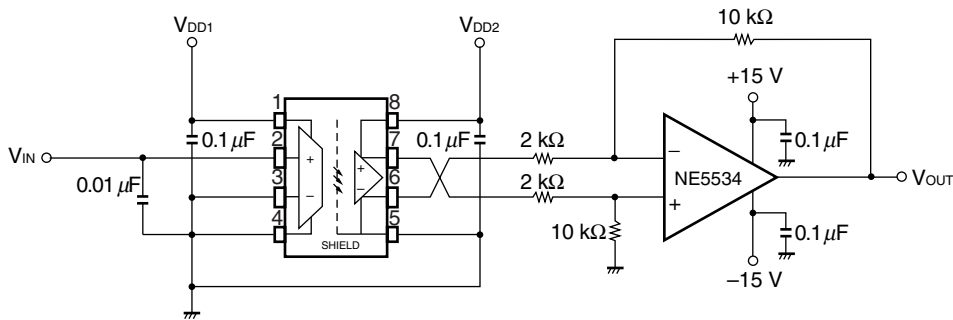 VDD1
VDD2
10 kΩ
+15 V
1
8
0.1 μF
2
7
0.1 μF
2 kΩ
0.1 μF
VIN
+
+
−
NE5534
VOUT
0.01 μF
3
−
−
6
2 kΩ
+
4
5
SHIELD
10 kΩ
0.1 μF
−15 V